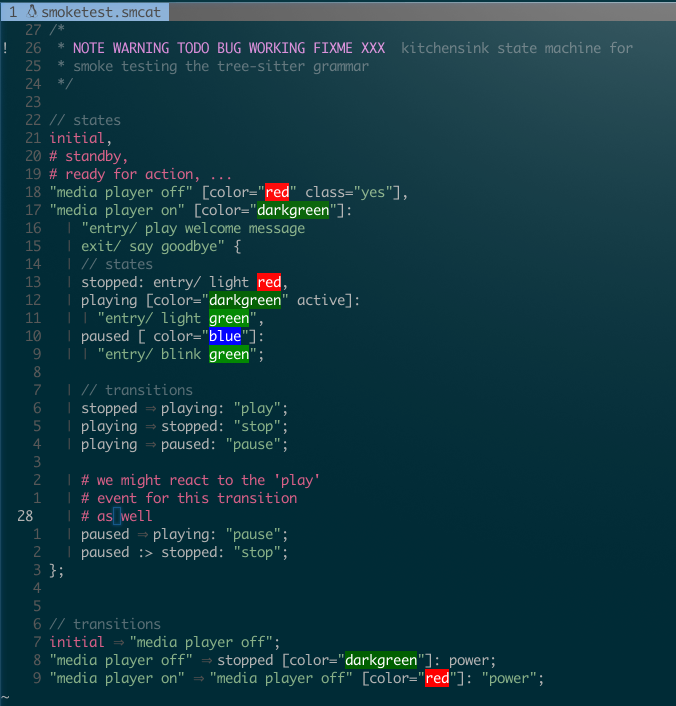 1 smoketest.smcat
27 /*
! 26  * NOTE WARNING TODO BUG WORKING FIXME XXX  kitchensink state machine for
25  * smoke testing the tree-sitter grammar
24  */
23
22 // states
21 initial,
20 # standby,
19 # ready for action, ...
18 "media player off" [color="red" class="yes"],
17 "media player on" [color="darkgreen"]:
16   | "entry/ play welcome message
15   | exit/ say goodbye" {
14   | // states
13   | stopped: entry/ light red,
12   | playing [color="darkgreen" active]:
11   | | "entry/ light green",
10   | paused [ color="blue"]:
9   | | "entry/ blink green";
8
7   | // transitions
6   | stopped ⇒ playing: "play";
5   | playing ⇒ stopped: "stop";
4   | playing ⇒ paused: "pause";
3
2   | # we might react to the 'play'
1   | # event for this transition
28   | # as well
1   | paused ⇒ playing: "pause";
2   | paused :> stopped: "stop";
3 };
4
5
6 // transitions
7 initial ⇒ "media player off";
8 "media player off" ⇒ stopped [color="darkgreen"]: power;
9 "media player on" ⇒ "media player off" [color="red"]: "power";
~